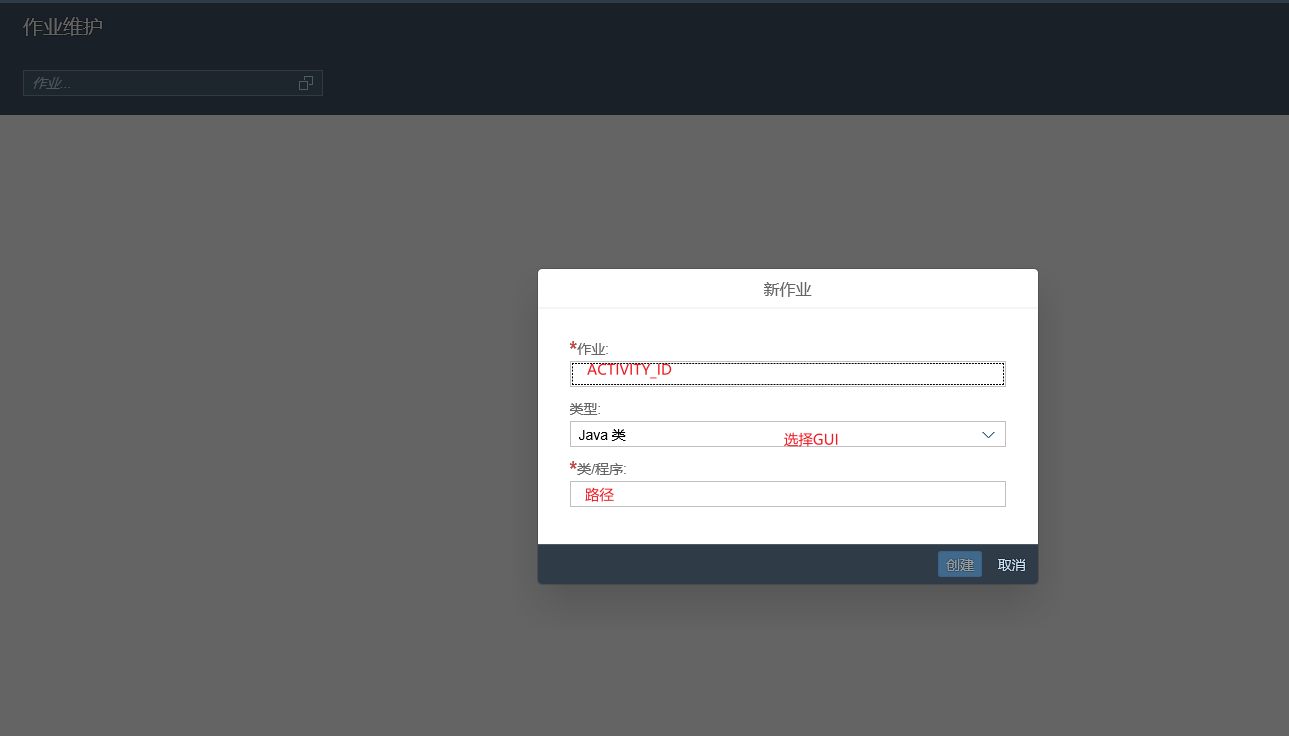 作业维护
作业...
新作业
*作业:
ACTIVITY_ID
类型:
Java 类
选择GUI
*类/程序:
路径
创建 取消